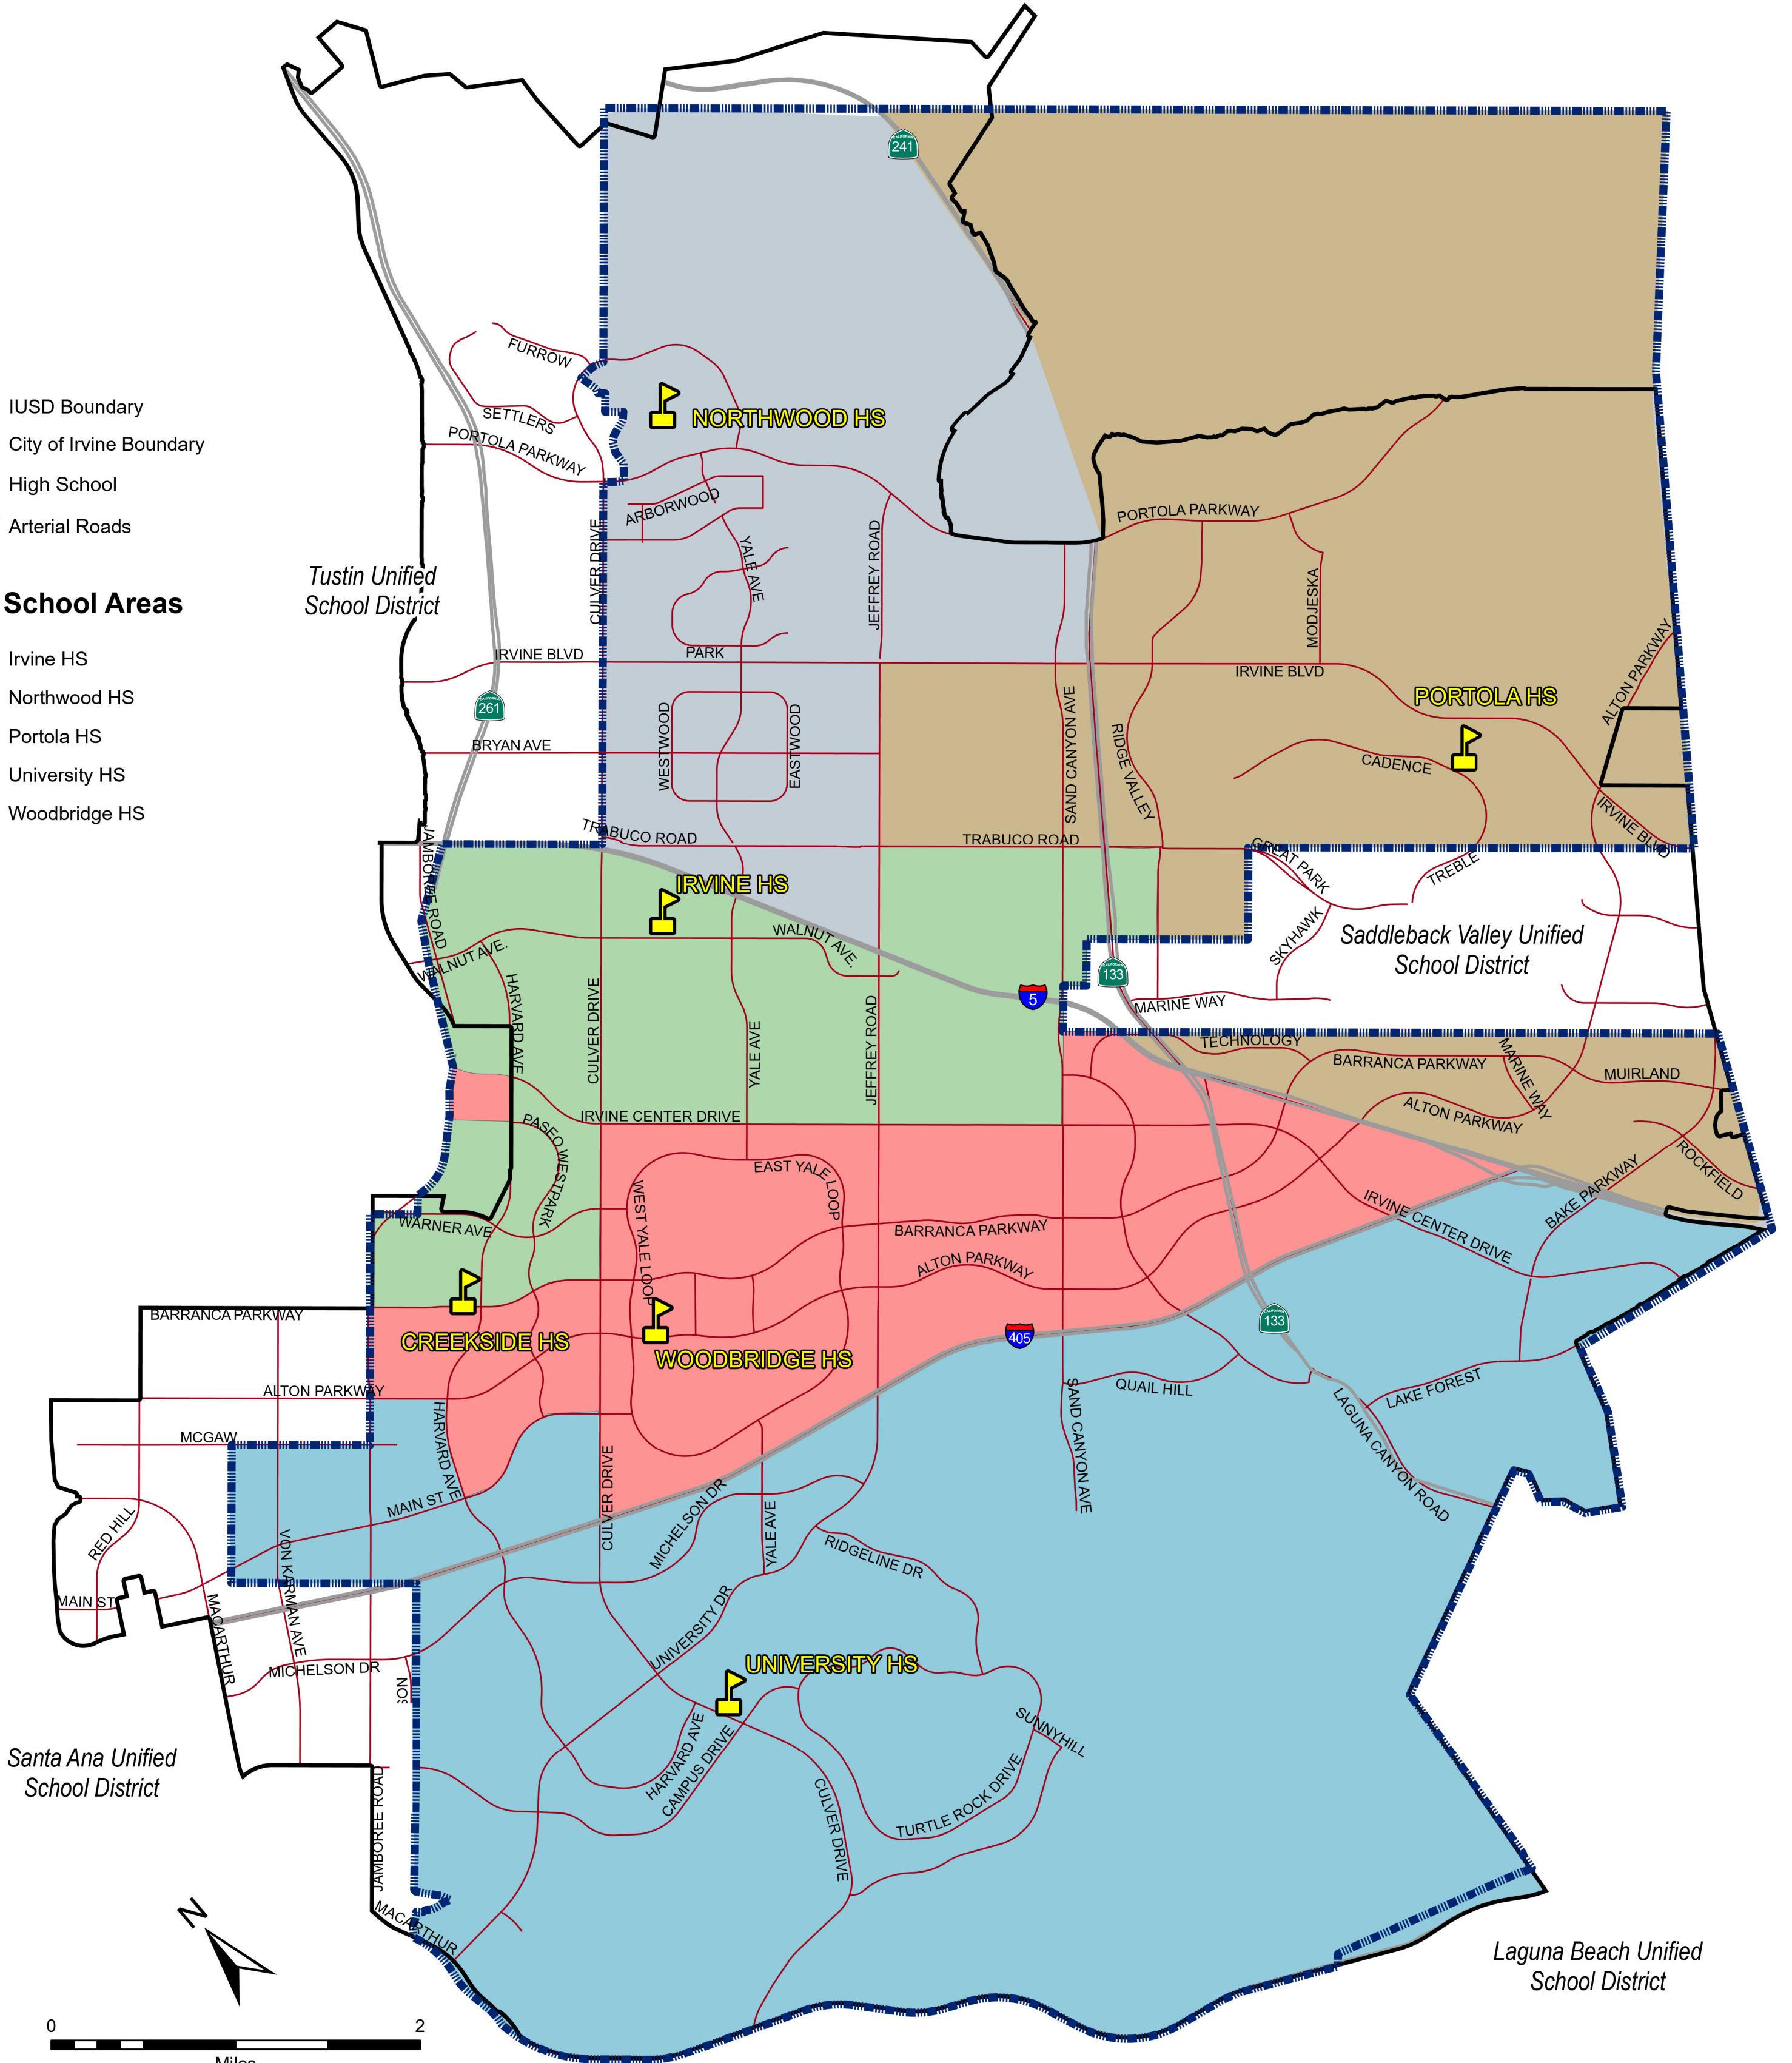 241
FURROW
SETTLERS
PORTOLA PARKWAY
NORTHWOOD HS
IUSD Boundary
City of Irvine Boundary
High School
Arterial Roads
School Areas
Irvine HS
Northwood HS
Portola HS
University HS
Woodbridge HS
Tustin Unified
School District
ARBORWOOD
CULVER DRIVE
YALE AVE
JEFFREY ROAD
PORTOLA PARKWAY
MODJESKA
ALTON PARKWAY
IRVINE BLVD
PARK
IRVINE BLVD
PORTOLA HS
261
BRYAN AVE
WESTWOOD
EASTWOOD
SAND CANYON AVE
RIDGE VALLEY
CADENCE
IRVINE BLVD
TRABUCO ROAD
TRABUCO ROAD
GREAT PARK
TREBLE
JAMBOREE ROAD
IRVINE HS
WALNUT AVE.
WALNUT AVE.
SKYHAWK
Saddleback Valley Unified
School District
133
5
MARINE WAY
HARVARD AVE
CULVER DRIVE
YALE AVE
JEFFREY ROAD
TECHNOLOGY
BARRANCA PARKWAY
MARINE WAY
MUIRLAND
ALTON PARKWAY
IRVINE CENTER DRIVE
PASEO WESTPARK
EAST YALE LOOP
WEST YALE LOOP
ROCKFIELD
BAKE PARKWAY
WARNER AVE
BARRANCA PARKWAY
IRVINE CENTER DRIVE
ALTON PARKWAY
BARRANCA PARKWAY
CREEKSIDE HS
WOODBRIDGE HS
405
133
ALTON PARKWAY
QUAIL HILL
LAKE FOREST
LAGUNA CANYON ROAD
SAND CANYON AVE
MCGAW
HARVARD AVE
MAIN ST
CULVER DRIVE
MICHELSON DR
YALE AVE
RIDGELINE DR
RED HILL
VON KARMAN AVE
MAIN ST
MACARTHUR
UNIVERSITY DR
MICHELSON DR
SON
UNIVERSITY HS
SUNNYHILL
HARVARD AVE
CAMPUS DRIVE
TURTLE ROCK DRIVE
CULVER DRIVE
Santa Ana Unified
School District
JAMBOREE ROAD
MACARTHUR
N
Laguna Beach Unified
School District
0 2
Miles